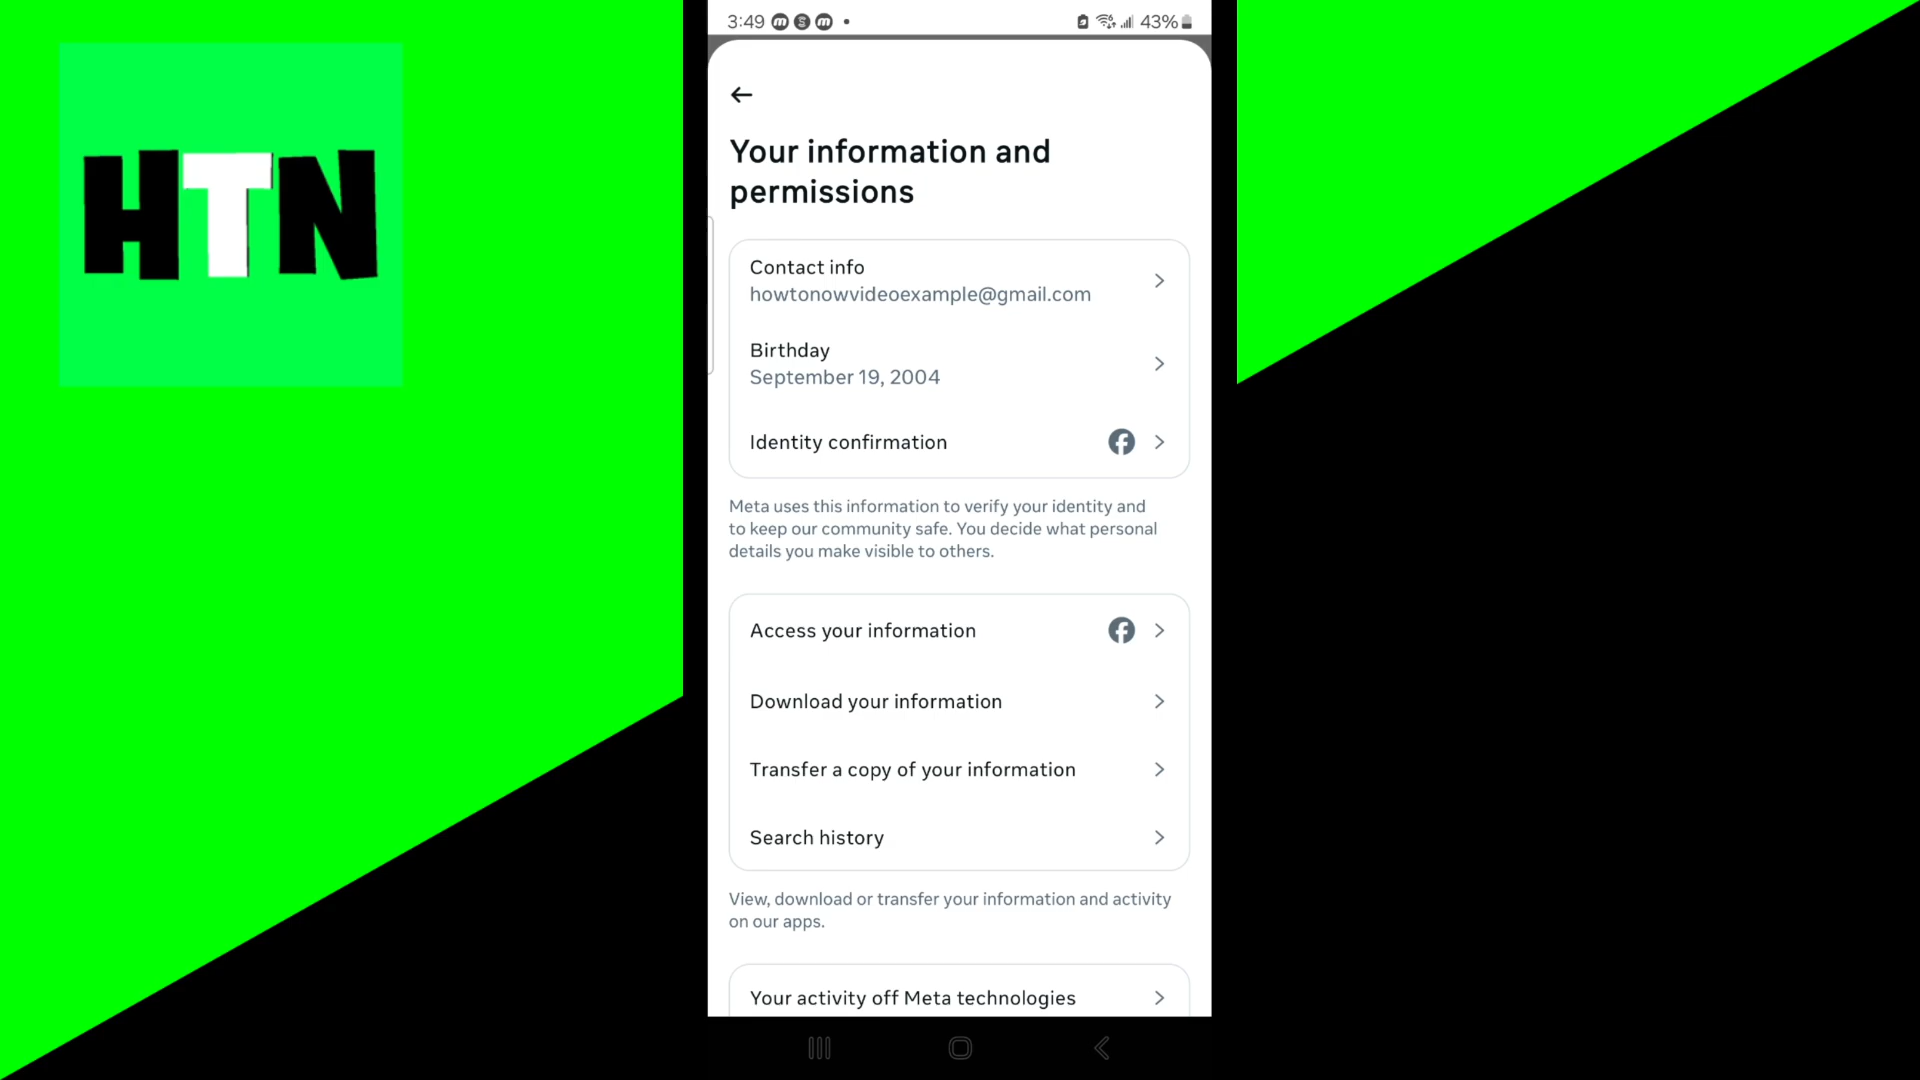 HTN
3:49
43%
Your information and
permissions
Contact info
howtonowvideoexample@gmail.com
Birthday
September 19, 2004
Identity confirmation
Meta uses this information to verify your identity and
to keep our community safe. You decide what personal
details you make visible to others.
Access your information
Download your information
Transfer a copy of your information
Search history
View, download or transfer your information and activity
on our apps.
Your activity off Meta technologies